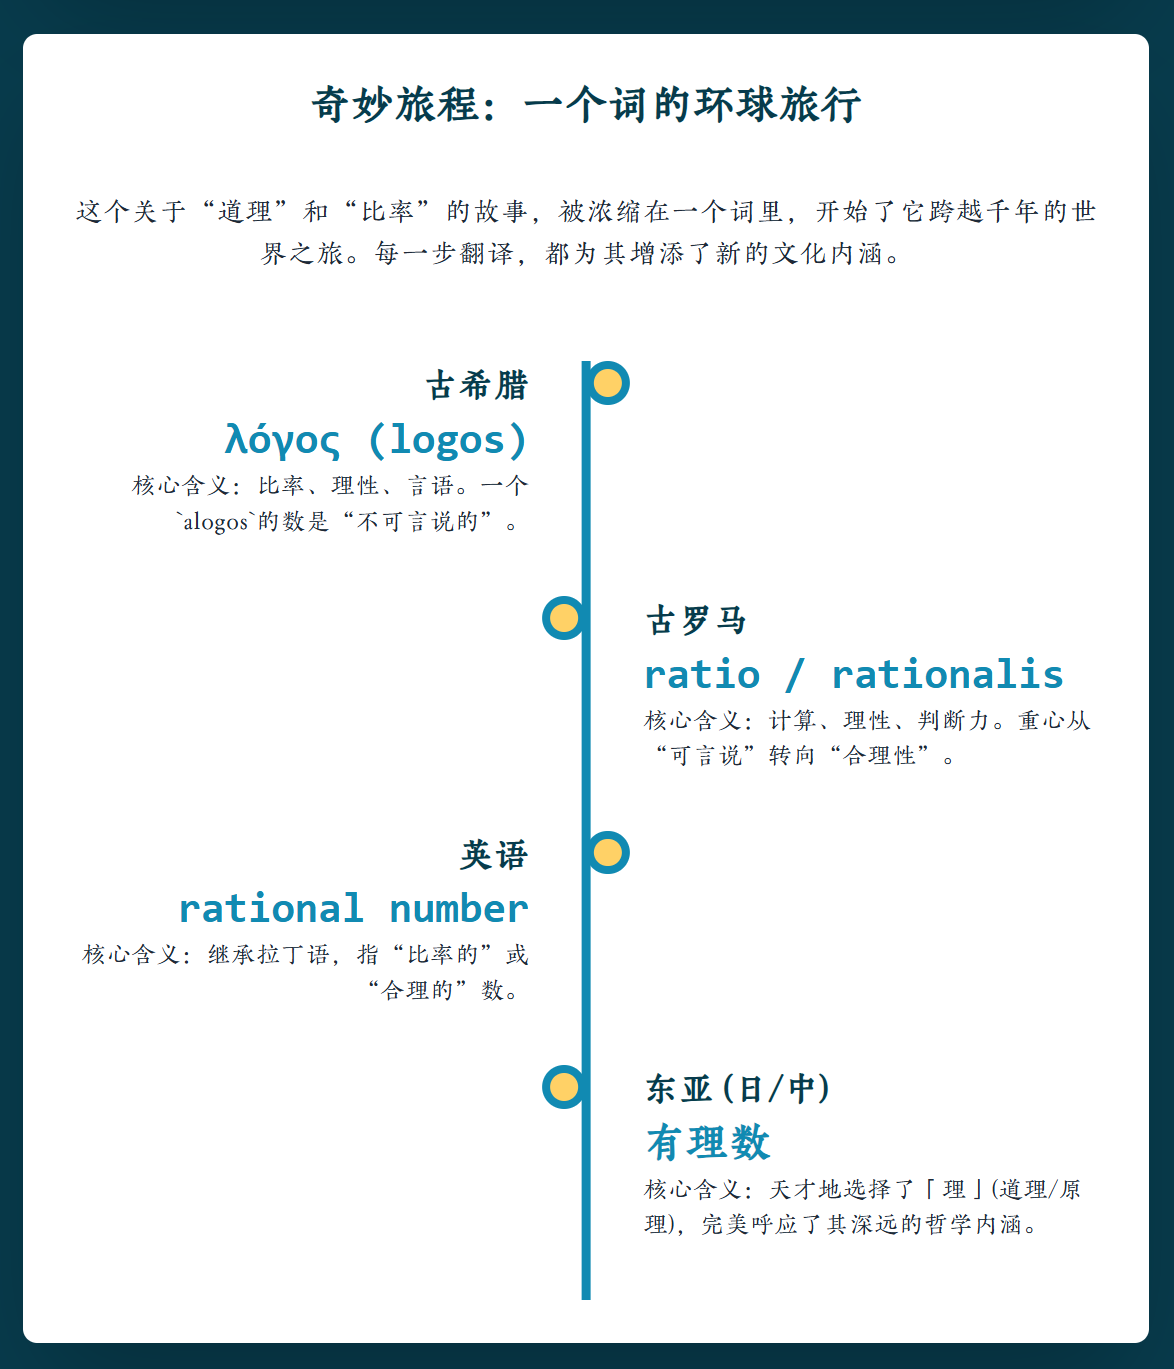 奇妙旅程：一个词的环球旅行
这个关于“道理”和“比率”的故事，被浓缩在一个词里，开始了它跨越千年的世
界之旅。每一步翻译，都为其增添了新的文化内涵。
古希腊
λόγος (logos)
核心含义：比率、理性、言语。一个
`alogos`的数是“不可言说的”。
古罗马
ratio / rationalis
核心含义：计算、理性、判断力。重心从
“可言说”转向“合理性”。
英语
rational number
核心含义：继承拉丁语，指“比率的”或
“合理的”数。
东亚 (日/中)
有理数
核心含义：天才地选择了「理」(道理/原
理)，完美呼应了其深远的哲学内涵。